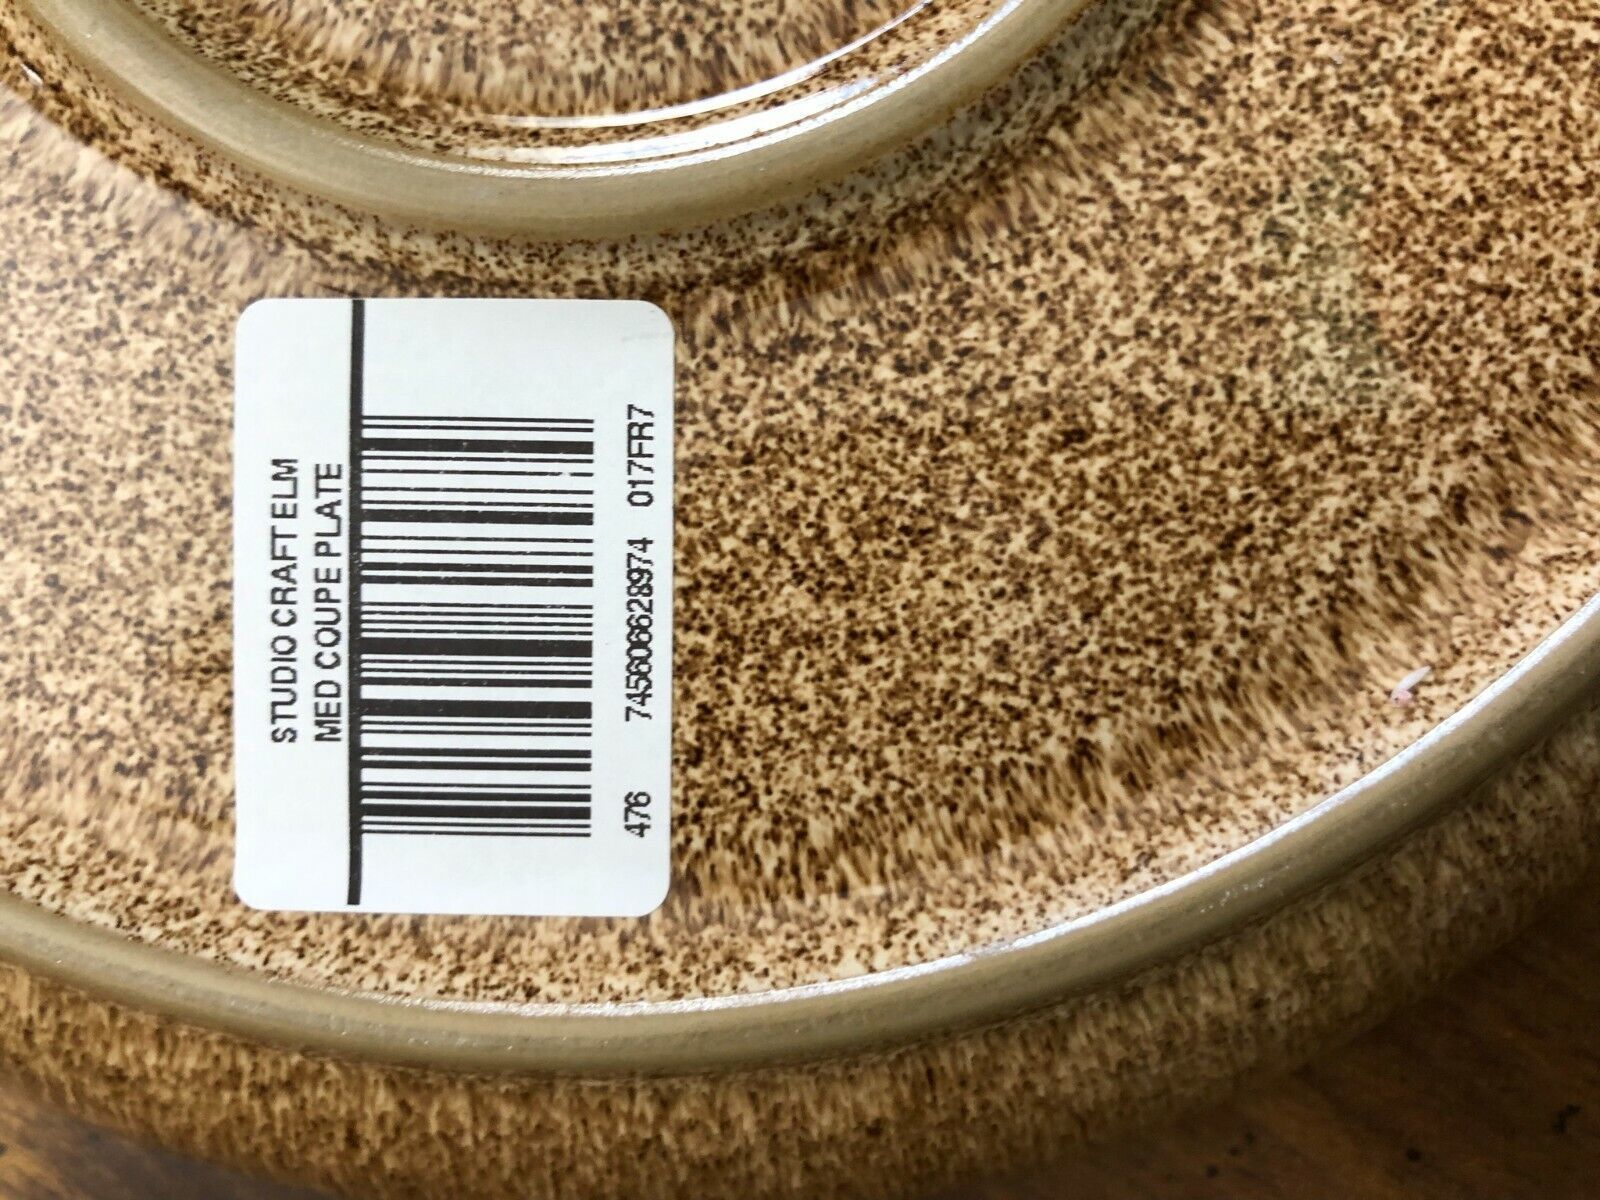 STUDIO CRAFT ELM
MED COUPE PLATE
476 745606628974 017FR7